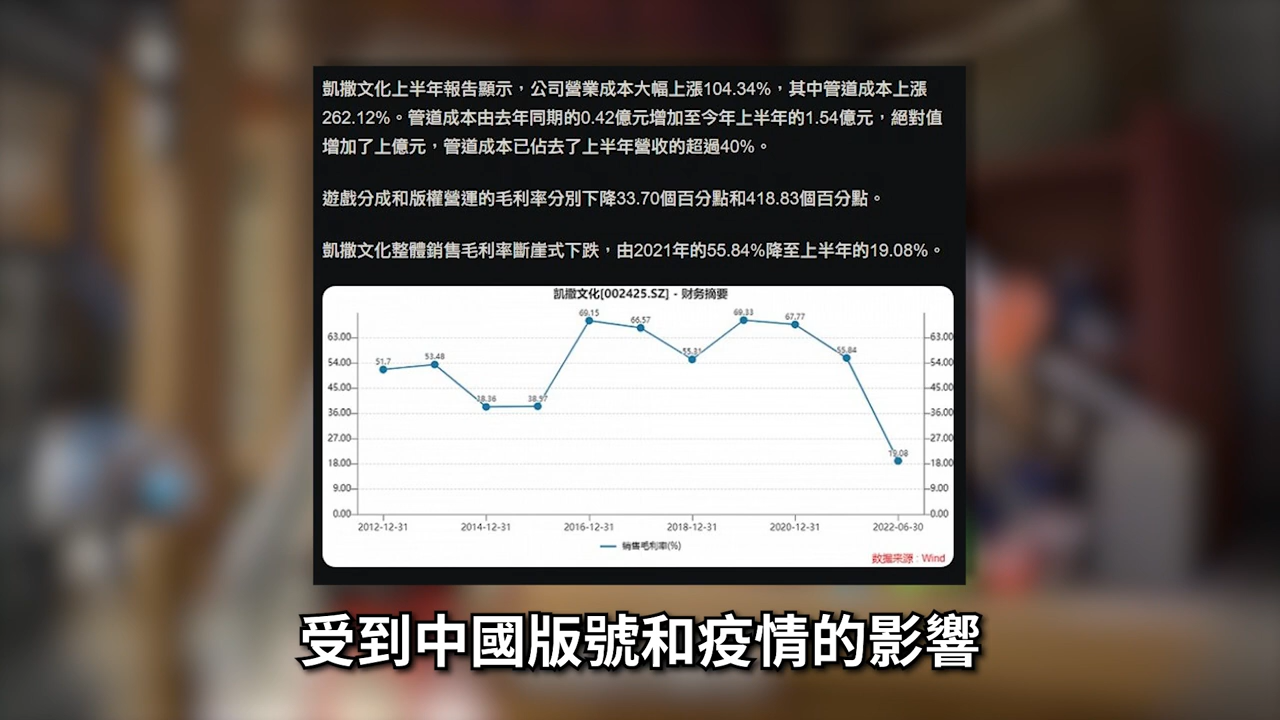 凱撒文化上半年報告顯示，公司營業成本大幅上漲104.34%，其中管道成本上漲
262.12%。管道成本由去年同期的0.42億元增加至今年上半年的1.54億元，絕對值
增加了上億元，管道成本已佔去了上半年營收的超過40%。
遊戲分成和版權營運的毛利率分別下降33.70個百分點和418.83個百分點。
凱撒文化整體銷售毛利率斷崖式下跌，由2021年的55.84%降至上半年的19.08%。
凱撒文化[002425.SZ] - 财务摘要
69.15 66.57 55.31 69.33 67.77 55.84
51.7 53.48 38.36 38.57 19.08
63.00 63.00
54.00 54.00
45.00 45.00
36.00 36.00
27.00 27.00
18.00 18.00
9.00 9.00
0.00 0.00
2012-12-31 2014-12-31 2016-12-31 2018-12-31 2020-12-31 2022-06-30
销售毛利率(%)
数据来源：Wind
受到中國版號和疫情的影響